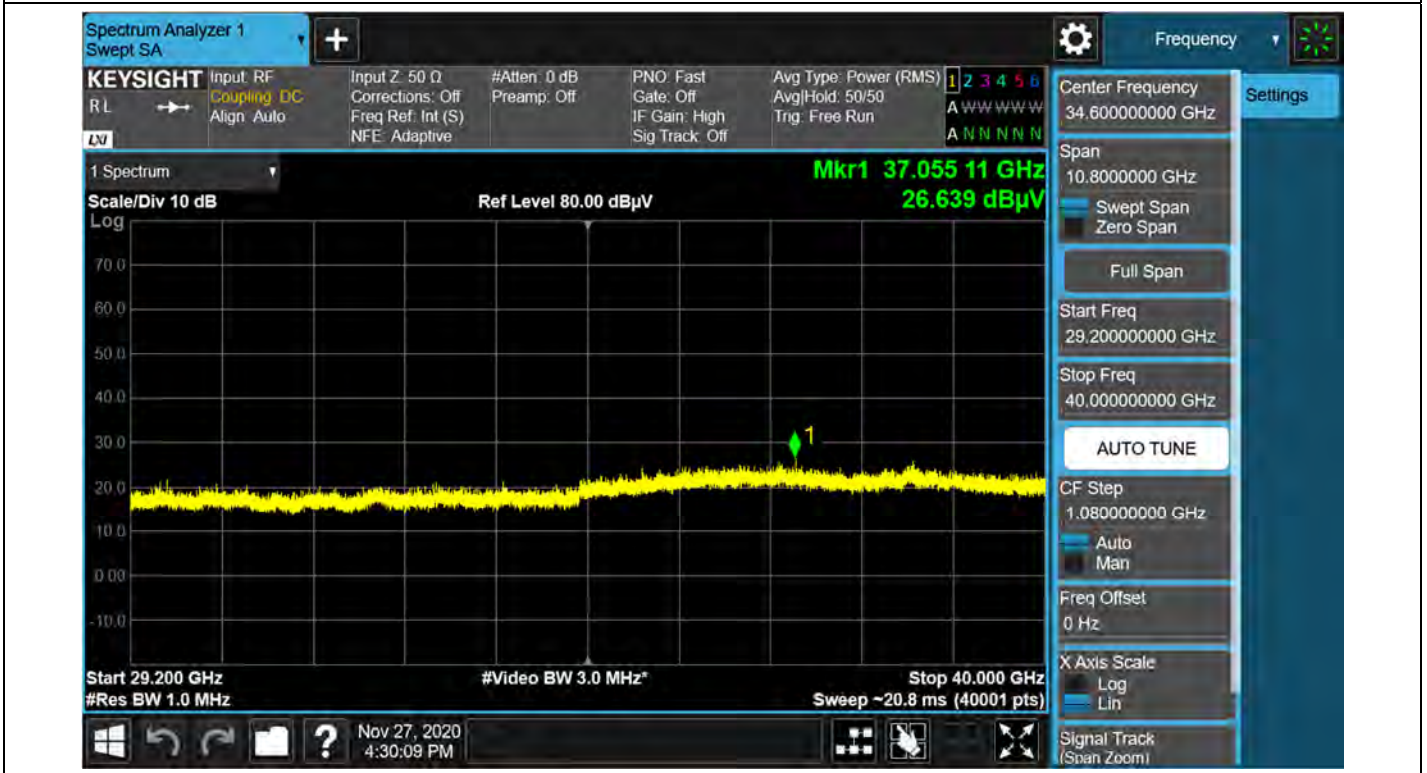 Spectrum Analyzer 1
Swept SA
+
Frequency
KEYSIGHT
RL
LXI
Input: RF
Coupling: DC
Align: Auto
Input Z: 50 Ω
Corrections: Off
Freq Ref: Int (S)
NFE: Adaptive
#Atten: 0 dB
Preamp: Off
PNO: Fast
Gate: Off
IF Gain: High
Sig Track: Off
Avg Type: Power (RMS)
Avg|Hold: 50/50
Trig: Free Run
1 2 3 4 5 6
A W W W W W
A N N N N N
1 Spectrum
Scale/Div 10 dB
Ref Level 80.00 dBµV
Mkr1 37.055 11 GHz
26.639 dBµV
Log
70.0
60.0
50.0
40.0
30.0
20.0
10.0
0.00
-10.0
1
Start 29.200 GHz
#Res BW 1.0 MHz
#Video BW 3.0 MHz*
Stop 40.000 GHz
Sweep ~20.8 ms (40001 pts)
?
Nov 27, 2020
4:30:09 PM
Center Frequency
34.600000000 GHz
Span
10.8000000 GHz
Swept Span
Zero Span
Full Span
Start Freq
29.200000000 GHz
Stop Freq
40.000000000 GHz
AUTO TUNE
CF Step
1.080000000 GHz
Auto
Man
Freq Offset
0 Hz
X Axis Scale
Log
Lin
Signal Track
(Span Zoom)
Settings